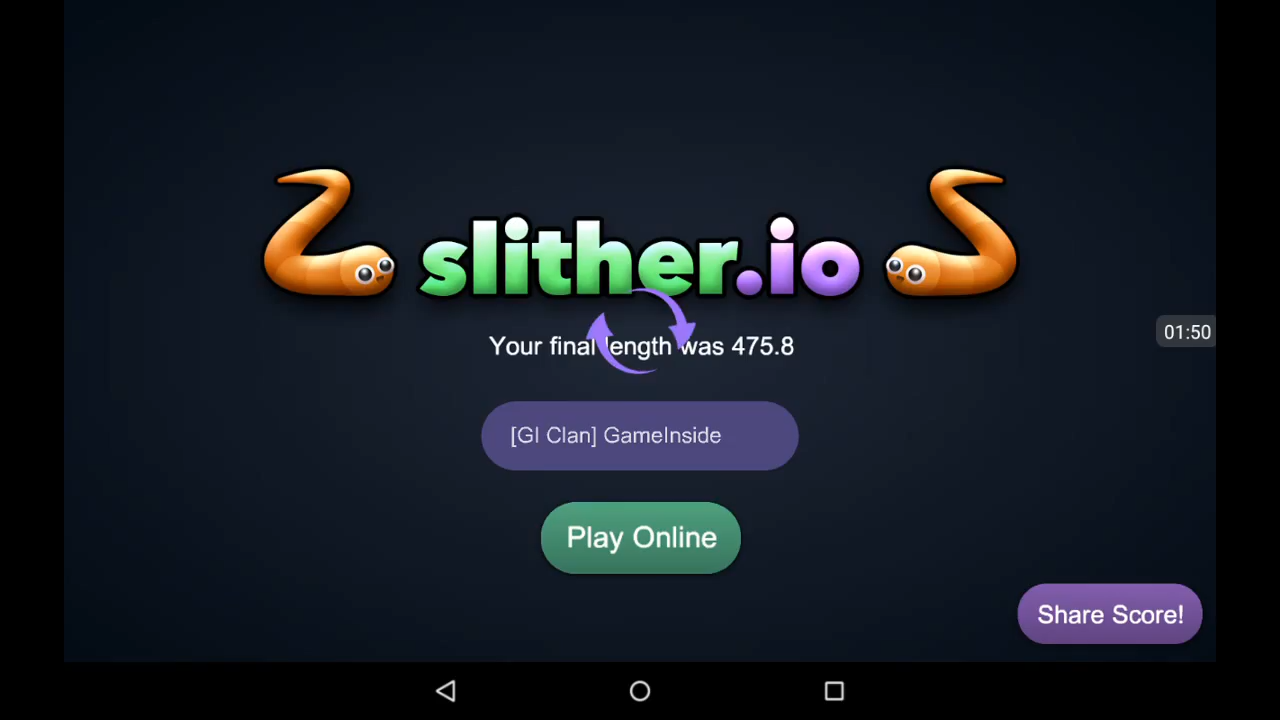 slither.io
Your final length was 475.8
01:50
[GI Clan] GameInside
Play Online
Share Score!